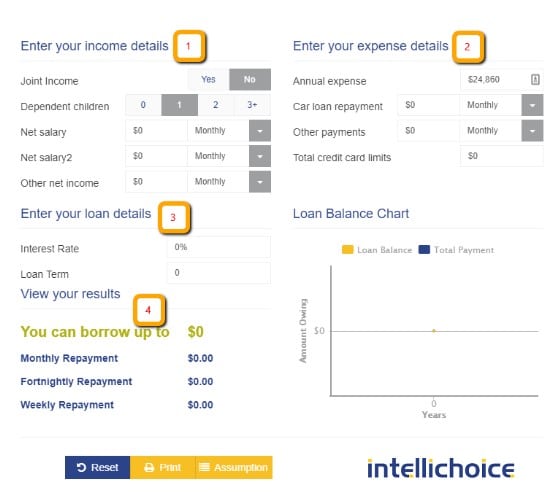 Enter your income details 1
Joint Income Yes No
Dependent children 0 1 2 3+
Net salary $0 Monthly
Net salary2 $0 Monthly
Other net income $0 Monthly
Enter your expense details 2
Annual expense $24,860
Car loan repayment $0 Monthly
Other payments $0 Monthly
Total credit card limits $0
Enter your loan details 3
Interest Rate 0%
Loan Term 0
View your results 4
You can borrow up to $0
Monthly Repayment $0.00
Fortnightly Repayment $0.00
Weekly Repayment $0.00
Loan Balance Chart
Loan Balance Total Payment
Amount Owing
$0
0
Years
Reset Print Assumption
intellichoice